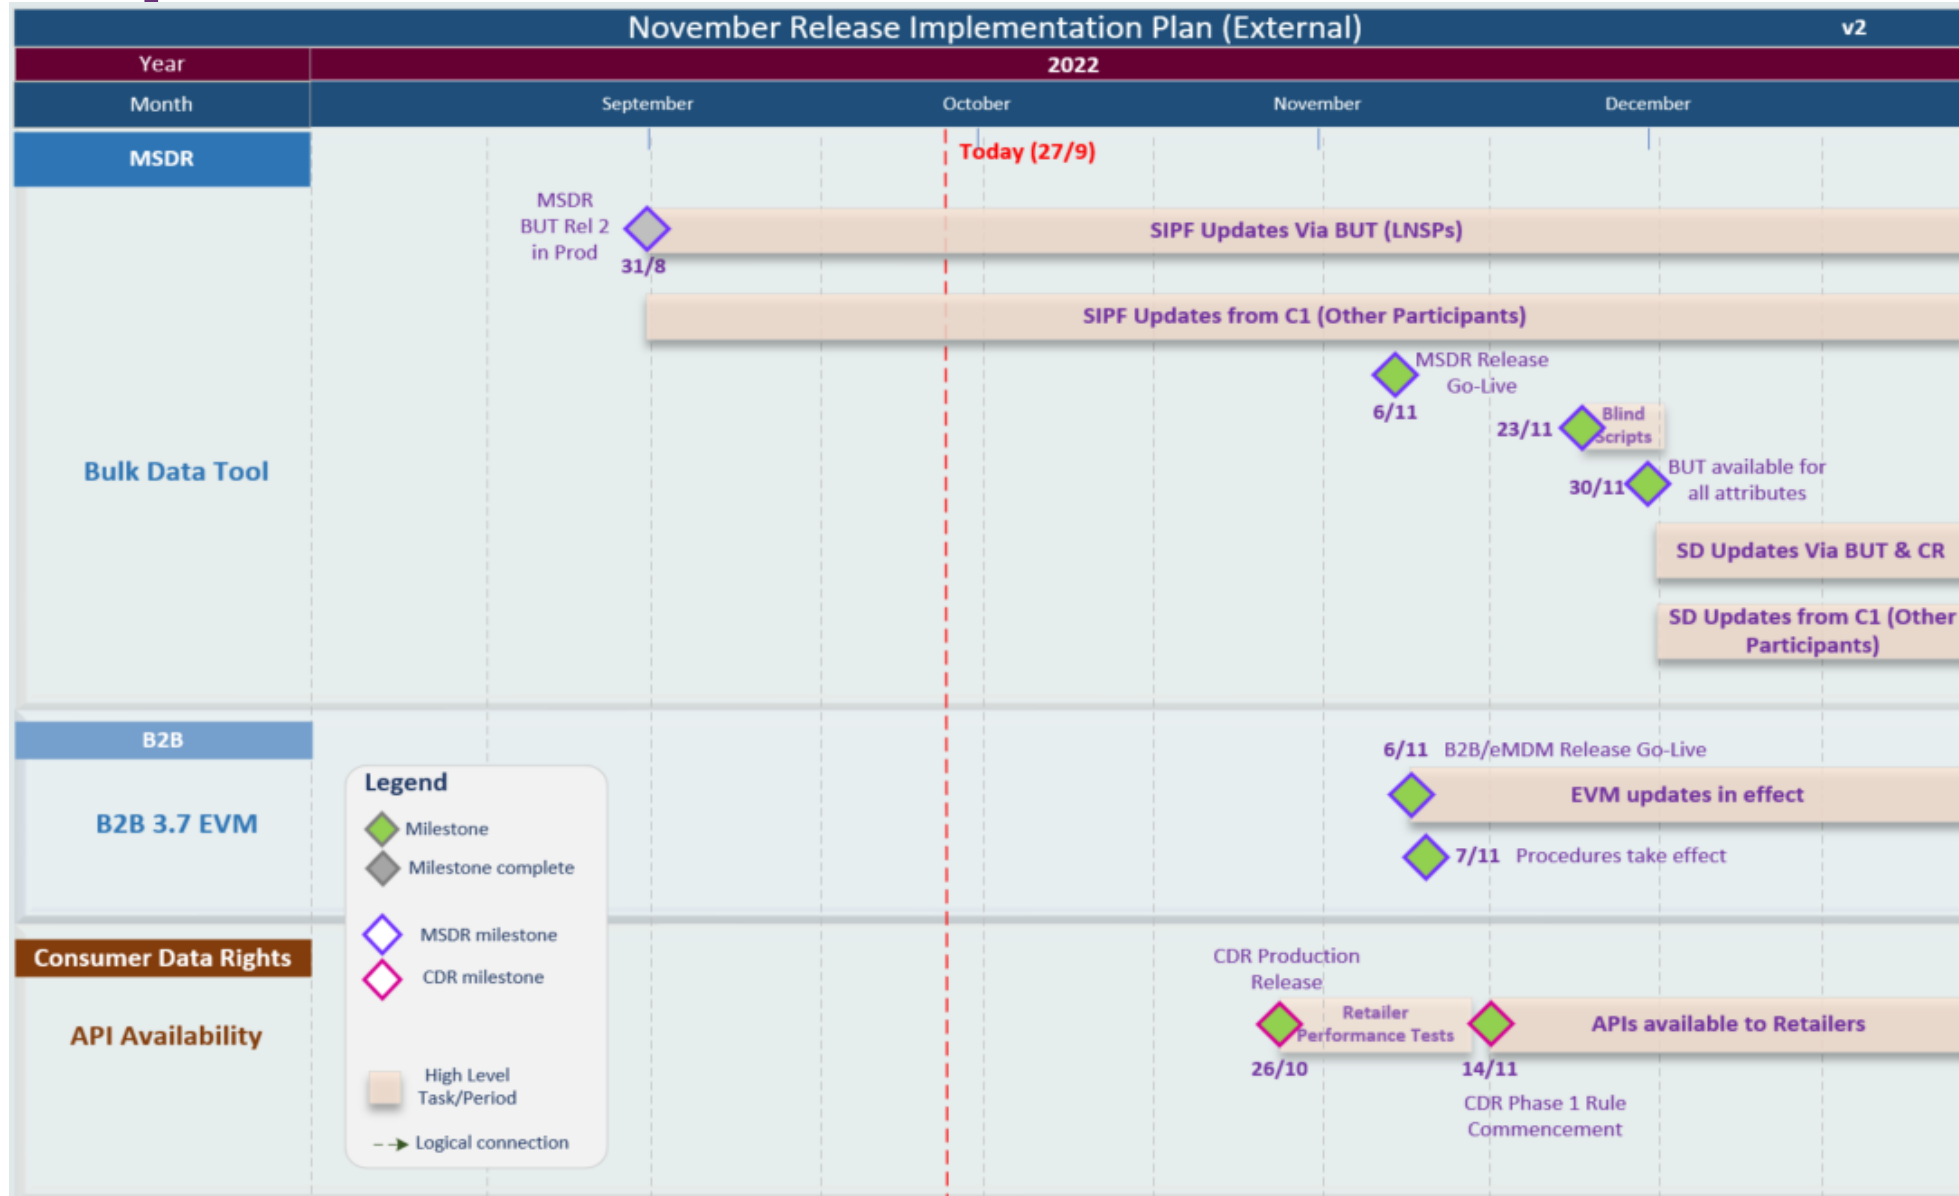 November Release Implementation Plan (External)
v2
Year
2022
Month
September
October
November
December
MSDR
Today (27/9)
MSDR
BUT Rel 2
in Prod
31/8
SIPF Updates Via BUT (LNSPs)
SIPF Updates from C1 (Other Participants)
MSDR Release
Go-Live
6/11
23/11
Blind
Scripts
Bulk Data Tool
BUT available for
all attributes
30/11
SD Updates Via BUT & CR
SD Updates from C1 (Other
Participants)
B2B
6/11 B2B/eMDM Release Go-Live
B2B 3.7 EVM
EVM updates in effect
7/11 Procedures take effect
Legend
Milestone
Milestone complete
MSDR milestone
CDR milestone
High Level
Task/Period
Logical connection
Consumer Data Rights
API Availability
CDR Production
Release
26/10
Retailer
Performance Tests
14/11
APIs available to Retailers
CDR Phase 1 Rule
Commencement